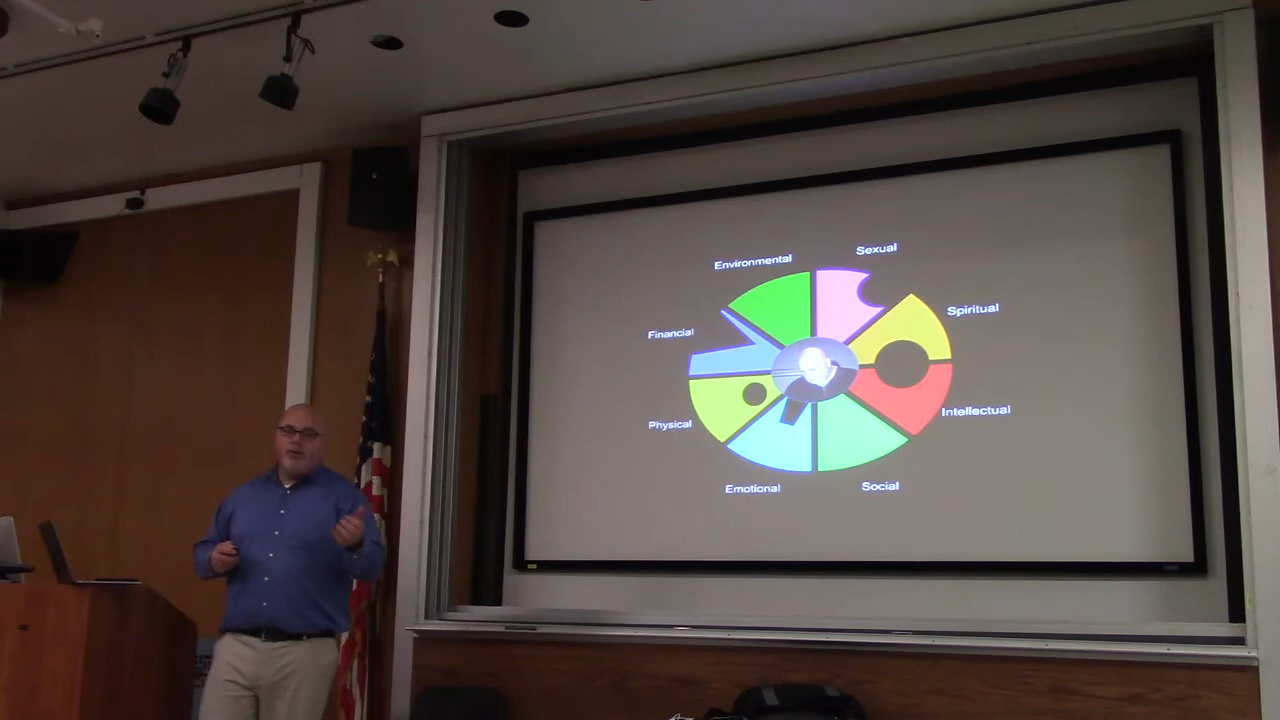 Environmental
Sexual
Financial
Spiritual
Physical
Intellectual
Emotional
Social